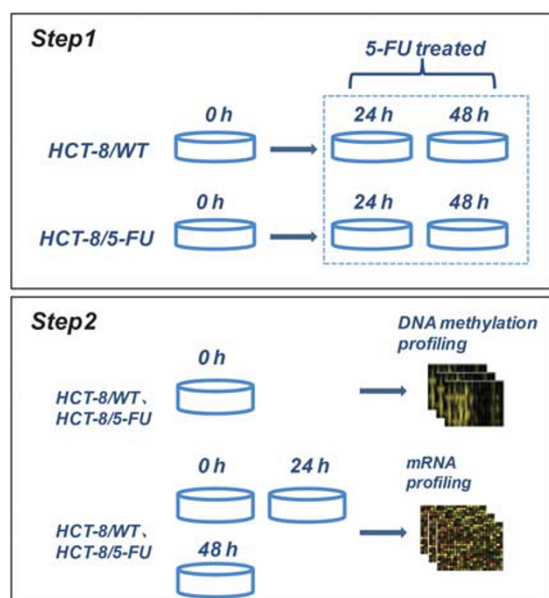 Step1
5-FU treated
0 h
24 h
48 h
HCT-8/WT
0 h
24 h
48 h
HCT-8/5-FU
Step2
DNA methylation
profiling
0 h
HCT-8/WT、
HCT-8/5-FU
0 h
24 h
mRNA
profiling
HCT-8/WT、
HCT-8/5-FU
48 h